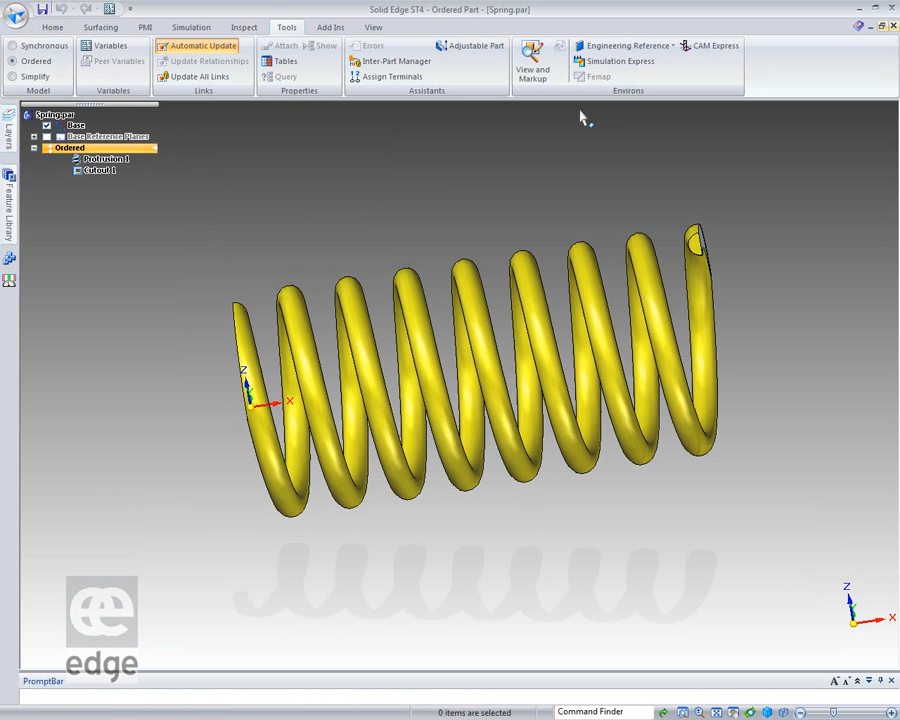 Solid Edge ST4 - Ordered Part - [Spring.par]
Home Surfacing PMI Simulation Inspect Tools Add Ins View
Synchronous Variables Automatic Update Attach Show Errors Adjustable Part Engineering Reference CAM Express
Ordered Peer Variables Update Relationships Tables Inter-Part Manager View and Markup Simulation Express
Simplify Update All Links Query Assign Terminals Femap
Model Variables Links Properties Assistants Environs
Spring.par
Base
Base Reference Planes
Ordered
Protrusion 1
Cutout 1
Layers
Feature Library
Z
X
Z
X
edge
PromptBar
0 items are selected
Command Finder